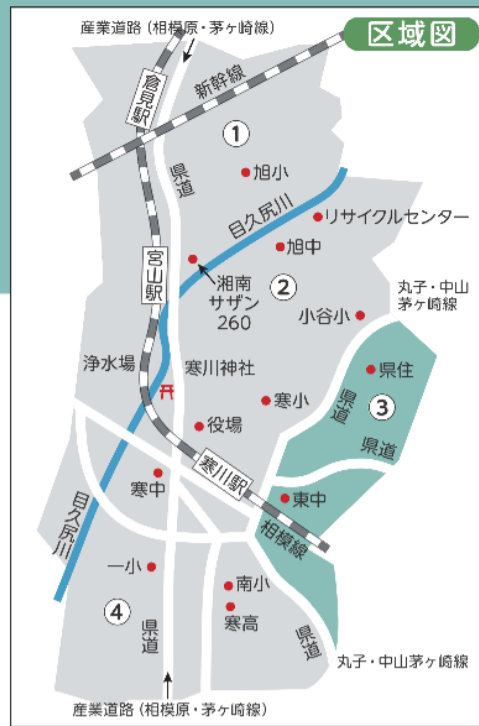 産業道路(相模原・茅ヶ崎線)
区域図
倉見駅
新幹線
①
県道
旭小
目久尻川
リサイクルセンター
旭中
宮山駅
湘南
サザン
260
②
丸子・中山
茅ヶ崎線
小谷小
浄水場
寒川神社
県住
県道
③
寒小
役場
県道
寒川駅
寒中
東中
相模線
目久尻川
一小
南小
④
県道
寒高
県道
丸子・中山茅ヶ崎線
産業道路(相模原・茅ヶ崎線)